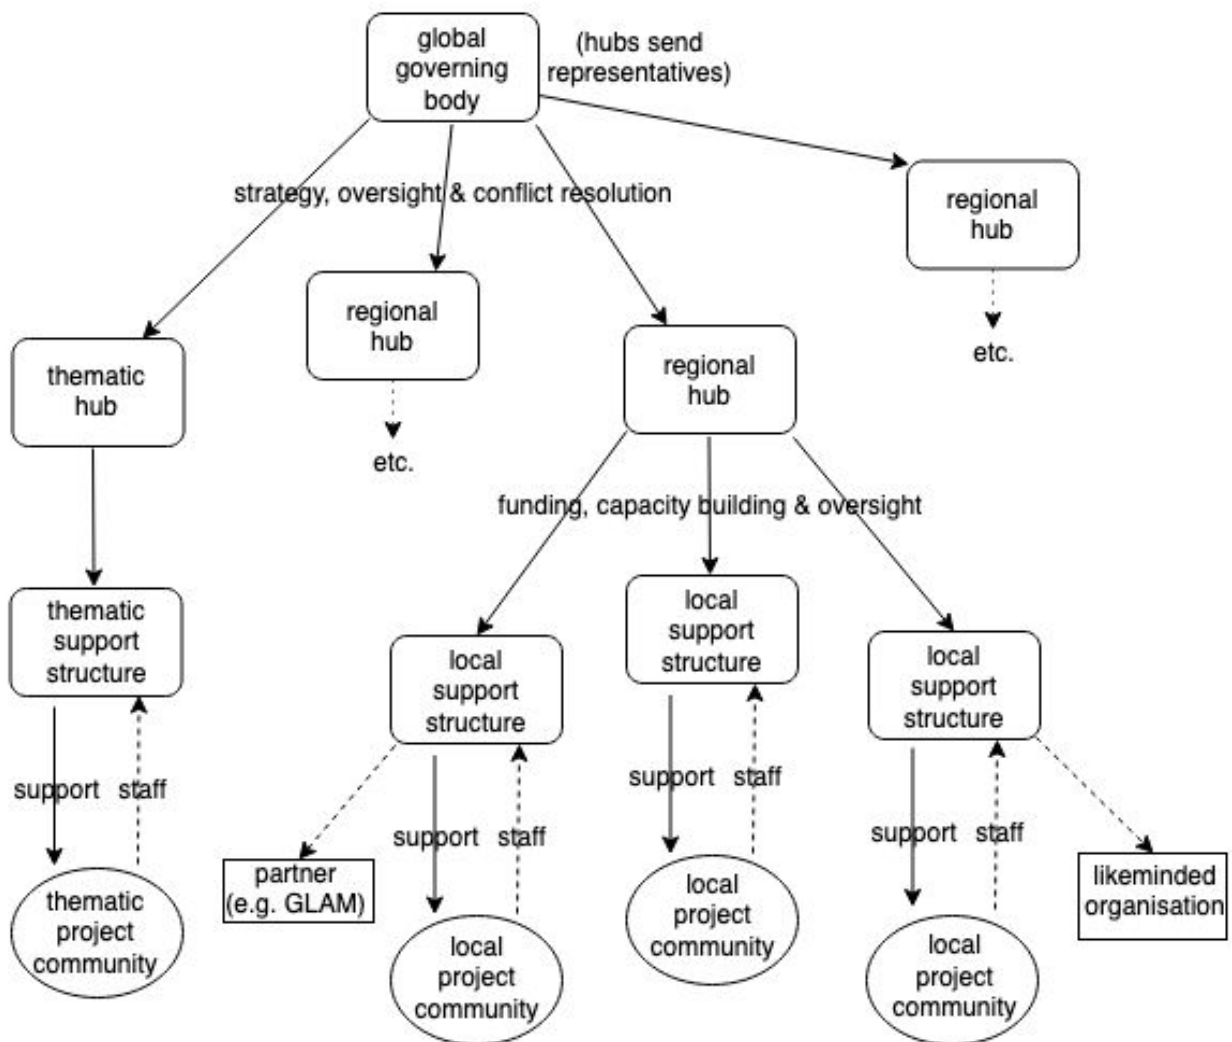 global
governing
body
(hubs send
representatives)
strategy, oversight & conflict resolution
regional
hub
etc.
regional
hub
etc.
thematic
hub
regional
hub
funding, capacity building & oversight
thematic
support
structure
local
support
structure
local
support
structure
local
support
structure
support
staff
support
staff
support
staff
support
staff
partner
(e.g. GLAM)
likeminded
organisation
thematic
project
community
local
project
community
local
project
community
local
project
community